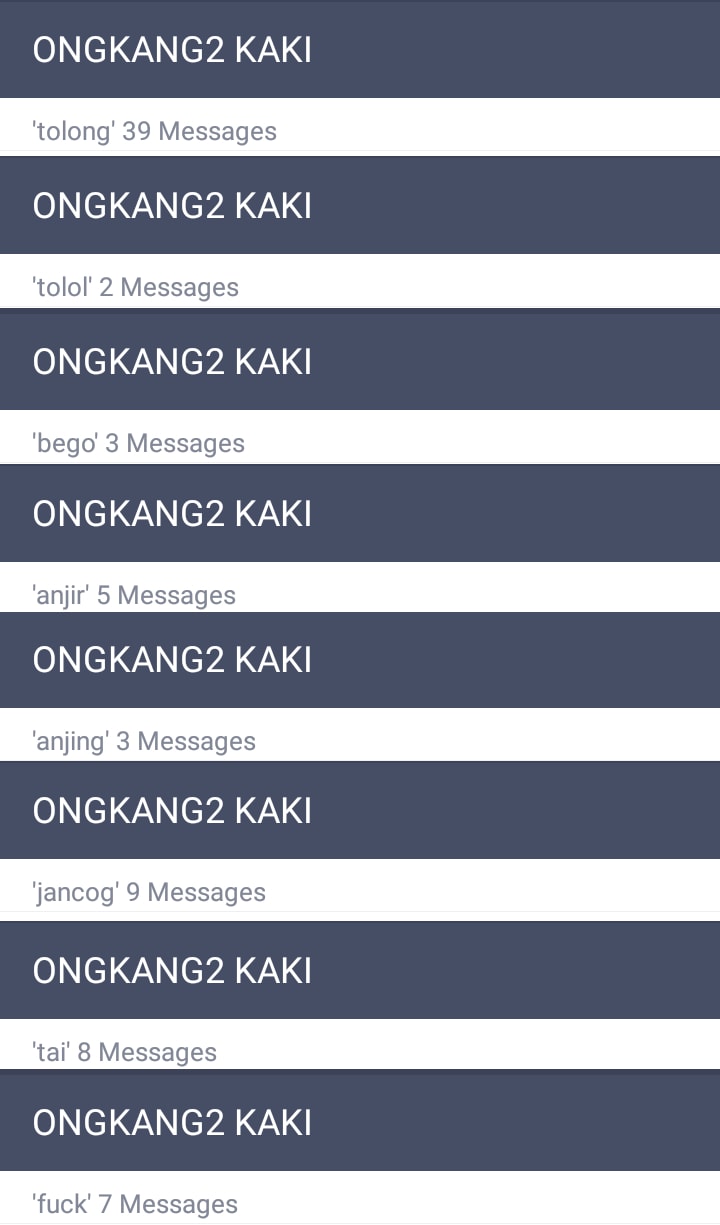 ONGKANG2 KAKI
'tolong' 39 Messages
ONGKANG2 KAKI
'tolol' 2 Messages
ONGKANG2 KAKI
'bego' 3 Messages
ONGKANG2 KAKI
'anjir' 5 Messages
ONGKANG2 KAKI
'anjing' 3 Messages
ONGKANG2 KAKI
'jancog' 9 Messages
ONGKANG2 KAKI
'tai' 8 Messages
ONGKANG2 KAKI
'fuck' 7 Messages